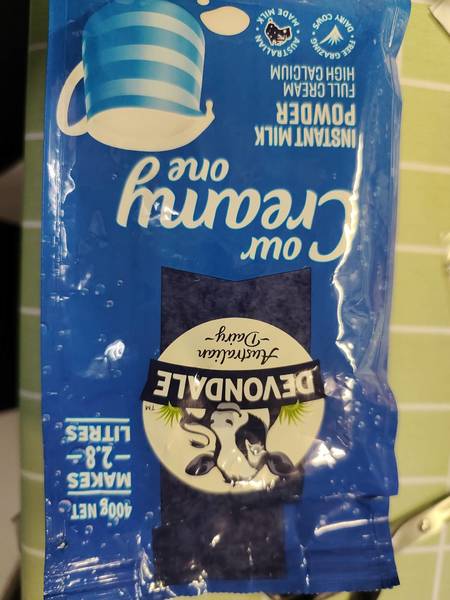 400g NET
MAKES
~2.8~
LITRES
DEVONDALE™
Australian
~Dairy~
our
Creamy
one
INSTANT MILK
POWDER
FULL CREAM
HIGH CALCIUM
FREE GRAZING • DAIRY COWS
AUSTRALIAN • MADE MILK